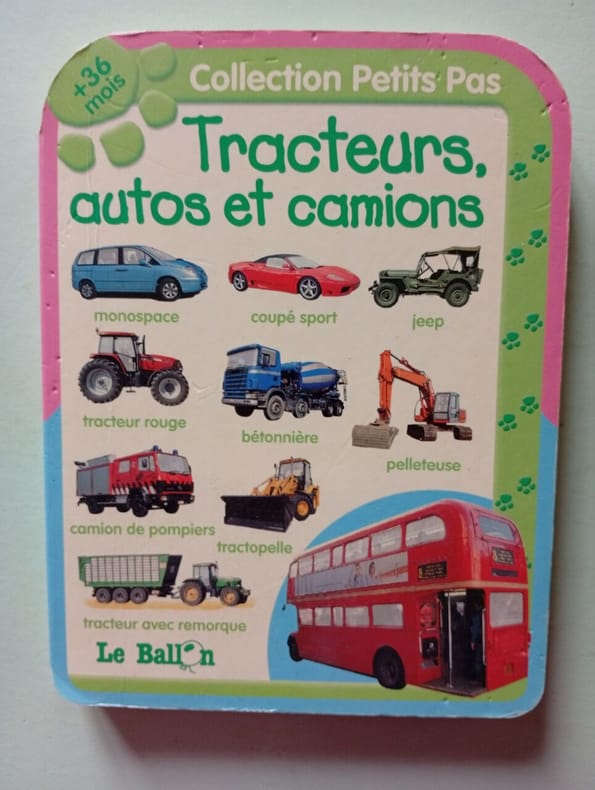 +36
mois
Collection Petits Pas
Tracteurs,
autos et camions
monospace
coupé sport
jeep
tracteur rouge
bétonnière
pelleteuse
camion de pompiers
tractopelle
tracteur avec remorque
Le Ballon